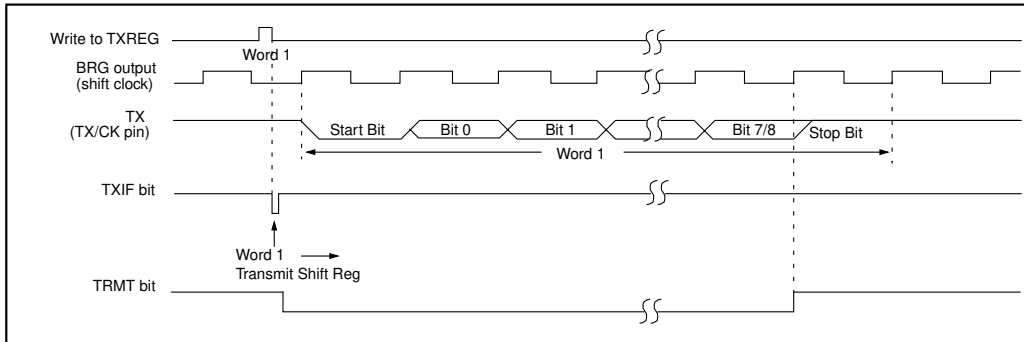 Write to TXREG
Word 1
BRG output
(shift clock)
TX
(TX/CK pin)
Start Bit
Bit 0
Bit 1
Bit 7/8
Stop Bit
Word 1
TXIF bit
Word 1
Transmit Shift Reg
TRMT bit